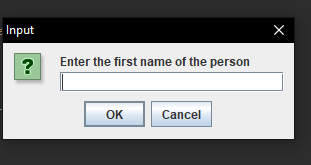 Input
Enter the first name of the person
OK
Cancel